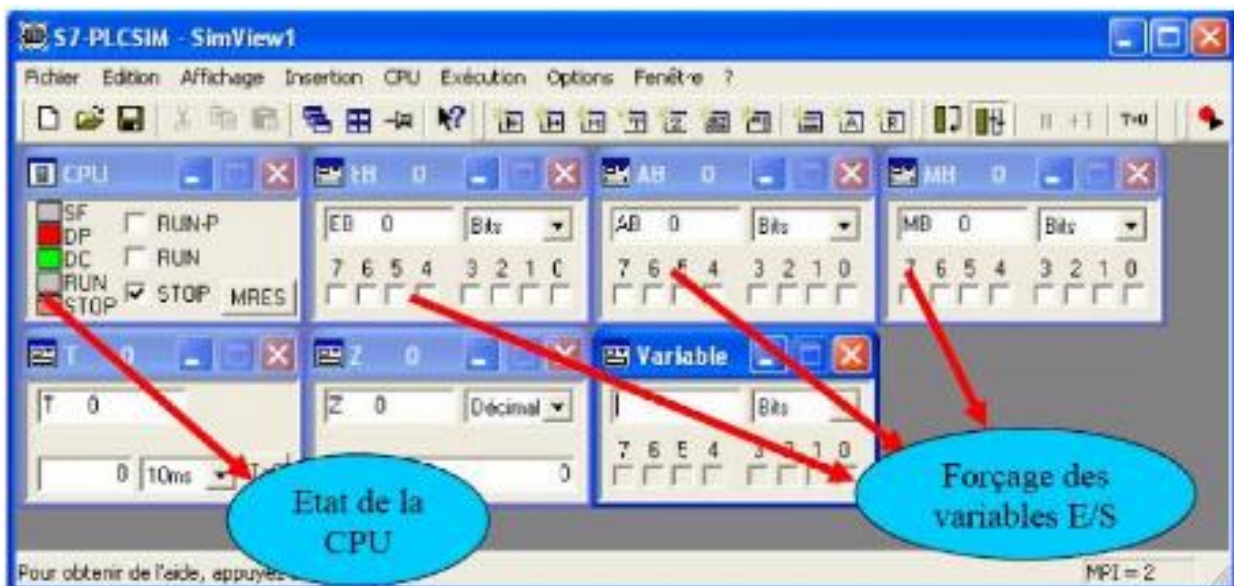 S7-PLCSIM - SimView1
Fichier Edition Affichage Insertion CPU Exécution Options Fenêtre ?
T=0
CPU
EB 0
AB 0
MB 0
SF
DP
DC
RUN
STOP
RUN-P
RUN
STOP
MRES
EB 0 Bits
7 6 5 4 3 2 1 0
AB 0 Bits
7 6 5 4 3 2 1 0
MB 0 Bits
7 6 5 4 3 2 1 0
T 0
Z 0
Variable
T 0
0 10ms
Z 0 Décimal
0
Bits
7 6 5 4 3 2 1 0
Etat de la
CPU
Forçage des
variables E/S
Pour obtenir de l'aide, appuyez
MPI = 2